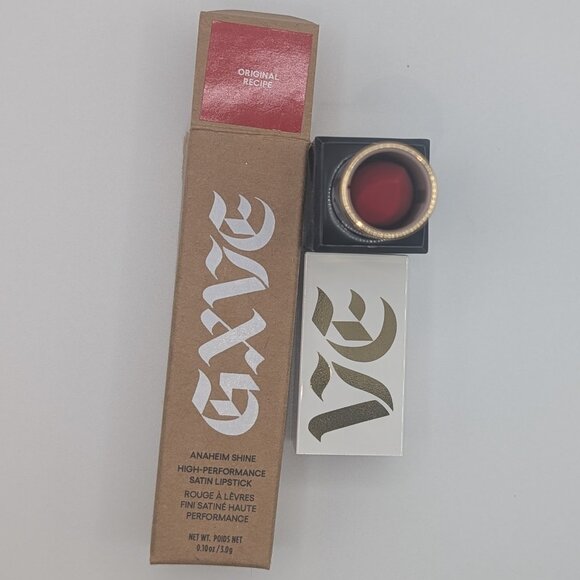 ORIGINAL
RECIPE
GXVE
ANAHEIM SHINE
HIGH-PERFORMANCE
SATIN LIPSTICK
ROUGE À LÈVRES
FINI SATINÉ HAUTE
PERFORMANCE
NET WT. POIDS NET
0.10 oz / 3.0g
VE